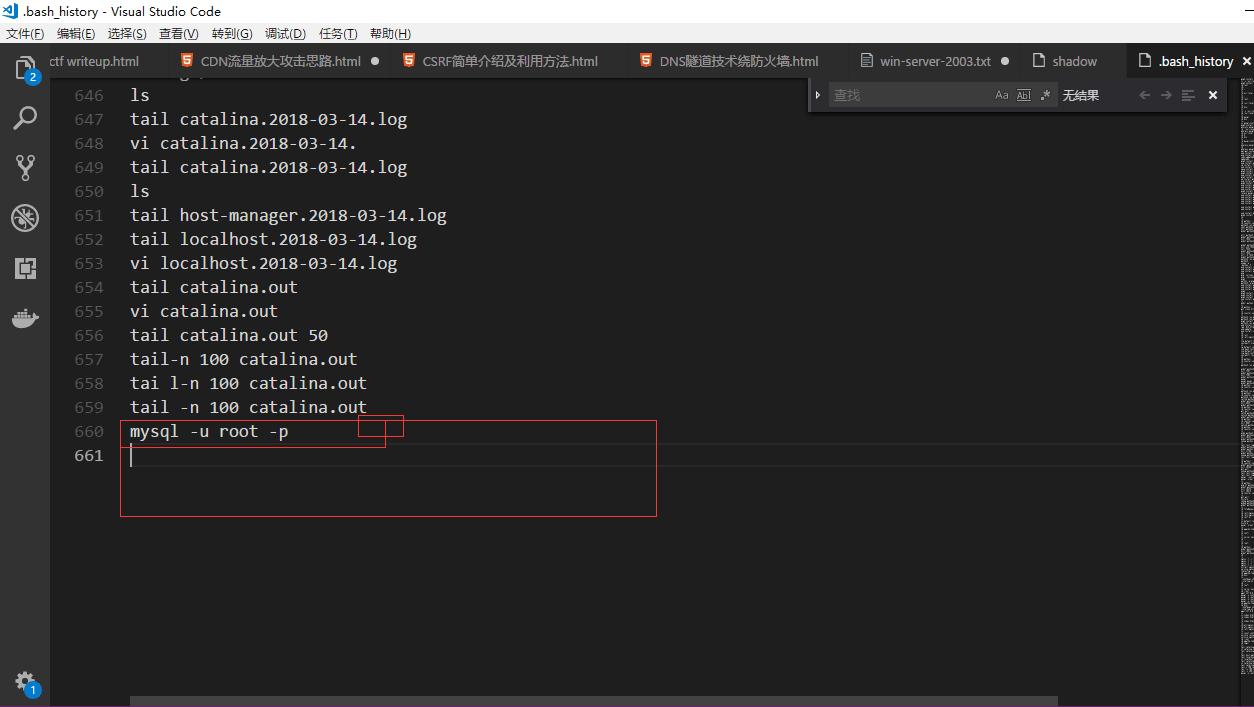 .bash_history - Visual Studio Code
文件(F) 编辑(E) 选择(S) 查看(V) 转到(G) 调试(D) 任务(T) 帮助(H)
ctf writeup.html CDN流量放大攻击思路.html CSRF简单介绍及利用方法.html DNS隧道技术绕防火墙.html win-server-2003.txt shadow .bash_history
2
查找 Aa Abl .* 无结果
646 ls
647 tail catalina.2018-03-14.log
648 vi catalina.2018-03-14.
649 tail catalina.2018-03-14.log
650 ls
651 tail host-manager.2018-03-14.log
652 tail localhost.2018-03-14.log
653 vi localhost.2018-03-14.log
654 tail catalina.out
655 vi catalina.out
656 tail catalina.out 50
657 tail-n 100 catalina.out
658 tai l-n 100 catalina.out
659 tail -n 100 catalina.out
660 mysql -u root -p
661
1